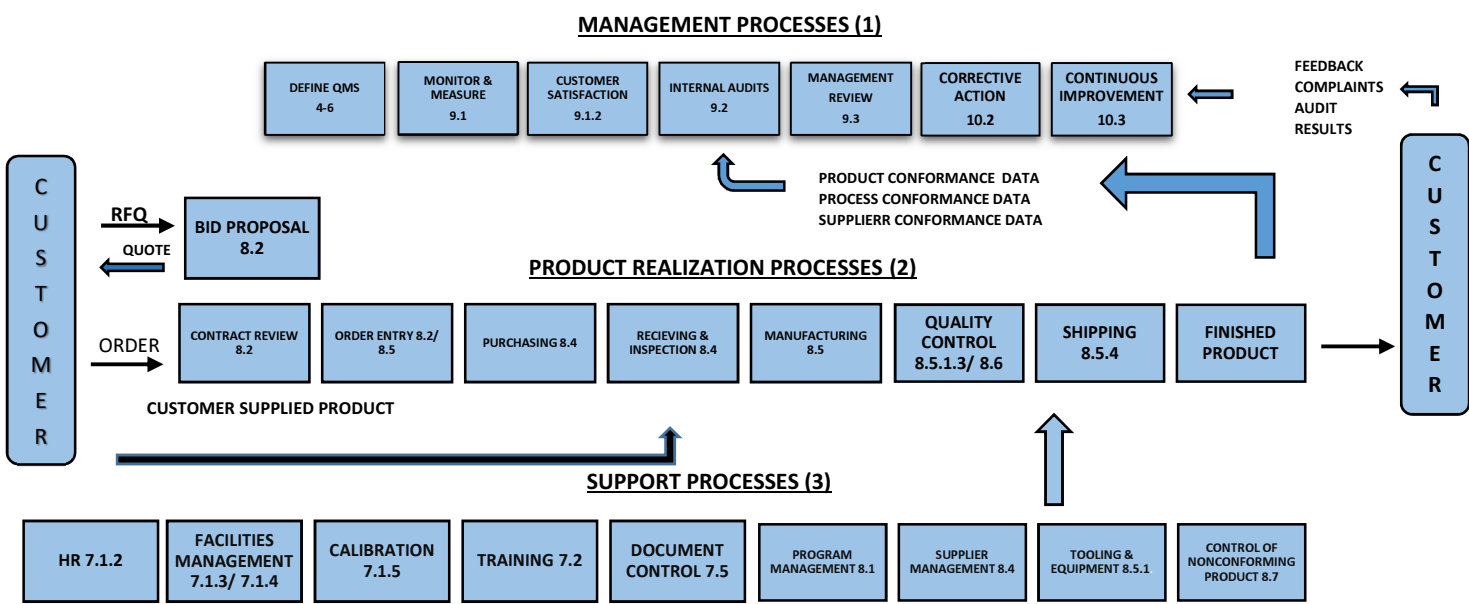 MANAGEMENT PROCESSES (1)
DEFINE QMS
4-6
MONITOR &
MEASURE
9.1
CUSTOMER
SATISFACTION
9.1.2
INTERNAL AUDITS
9.2
MANAGEMENT
REVIEW
9.3
CORRECTIVE
ACTION
10.2
CONTINUOUS
IMPROVEMENT
10.3
FEEDBACK
COMPLAINTS
AUDIT
RESULTS
C
U
S
T
O
M
E
R
RFQ
QUOTE
BID PROPOSAL
8.2
PRODUCT CONFORMANCE DATA
PROCESS CONFORMANCE DATA
SUPPLIERR CONFORMANCE DATA
C
U
S
T
O
M
E
R
PRODUCT REALIZATION PROCESSES (2)
ORDER
CONTRACT REVIEW
8.2
ORDER ENTRY 8.2/
8.5
PURCHASING 8.4
RECIEVING &
INSPECTION 8.4
MANUFACTURING
8.5
QUALITY
CONTROL
8.5.1.3/ 8.6
SHIPPING
8.5.4
FINISHED
PRODUCT
CUSTOMER SUPPLIED PRODUCT
SUPPORT PROCESSES (3)
HR 7.1.2
FACILITIES
MANAGEMENT
7.1.3/ 7.1.4
CALIBRATION
7.1.5
TRAINING 7.2
DOCUMENT
CONTROL 7.5
PROGRAM
MANAGEMENT 8.1
SUPPLIER
MANAGEMENT 8.4
TOOLING &
EQUIPMENT 8.5.1
CONTROL OF
NONCONFORMING
PRODUCT 8.7